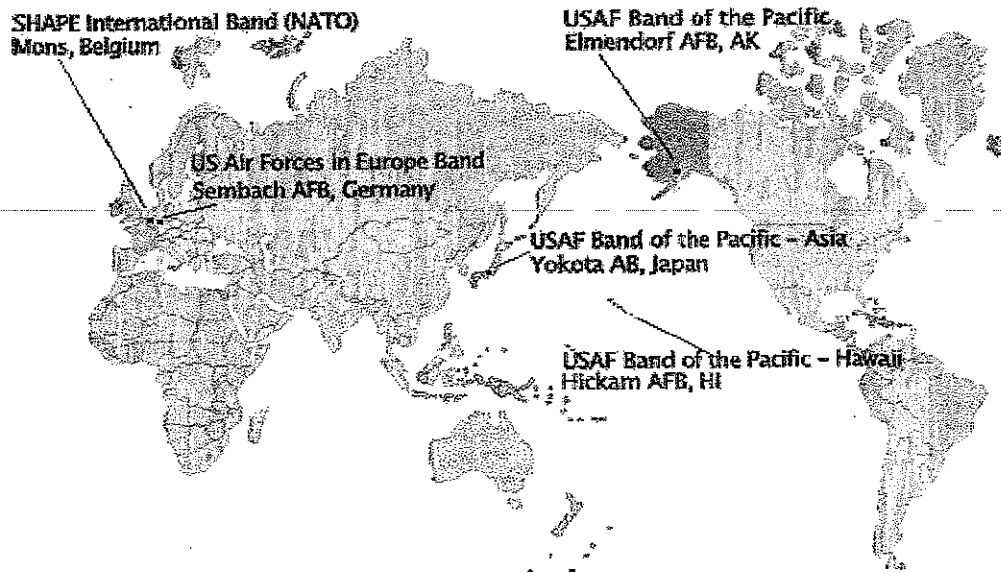 SHAPE International Band (NATO)
Mons, Belgium
USAF Band of the Pacific
Elmendorf AFB, AK
US Air Forces in Europe Band
Sembach AFB, Germany
USAF Band of the Pacific – Asia
Yokota AB, Japan
USAF Band of the Pacific – Hawaii
Hickam AFB, HI